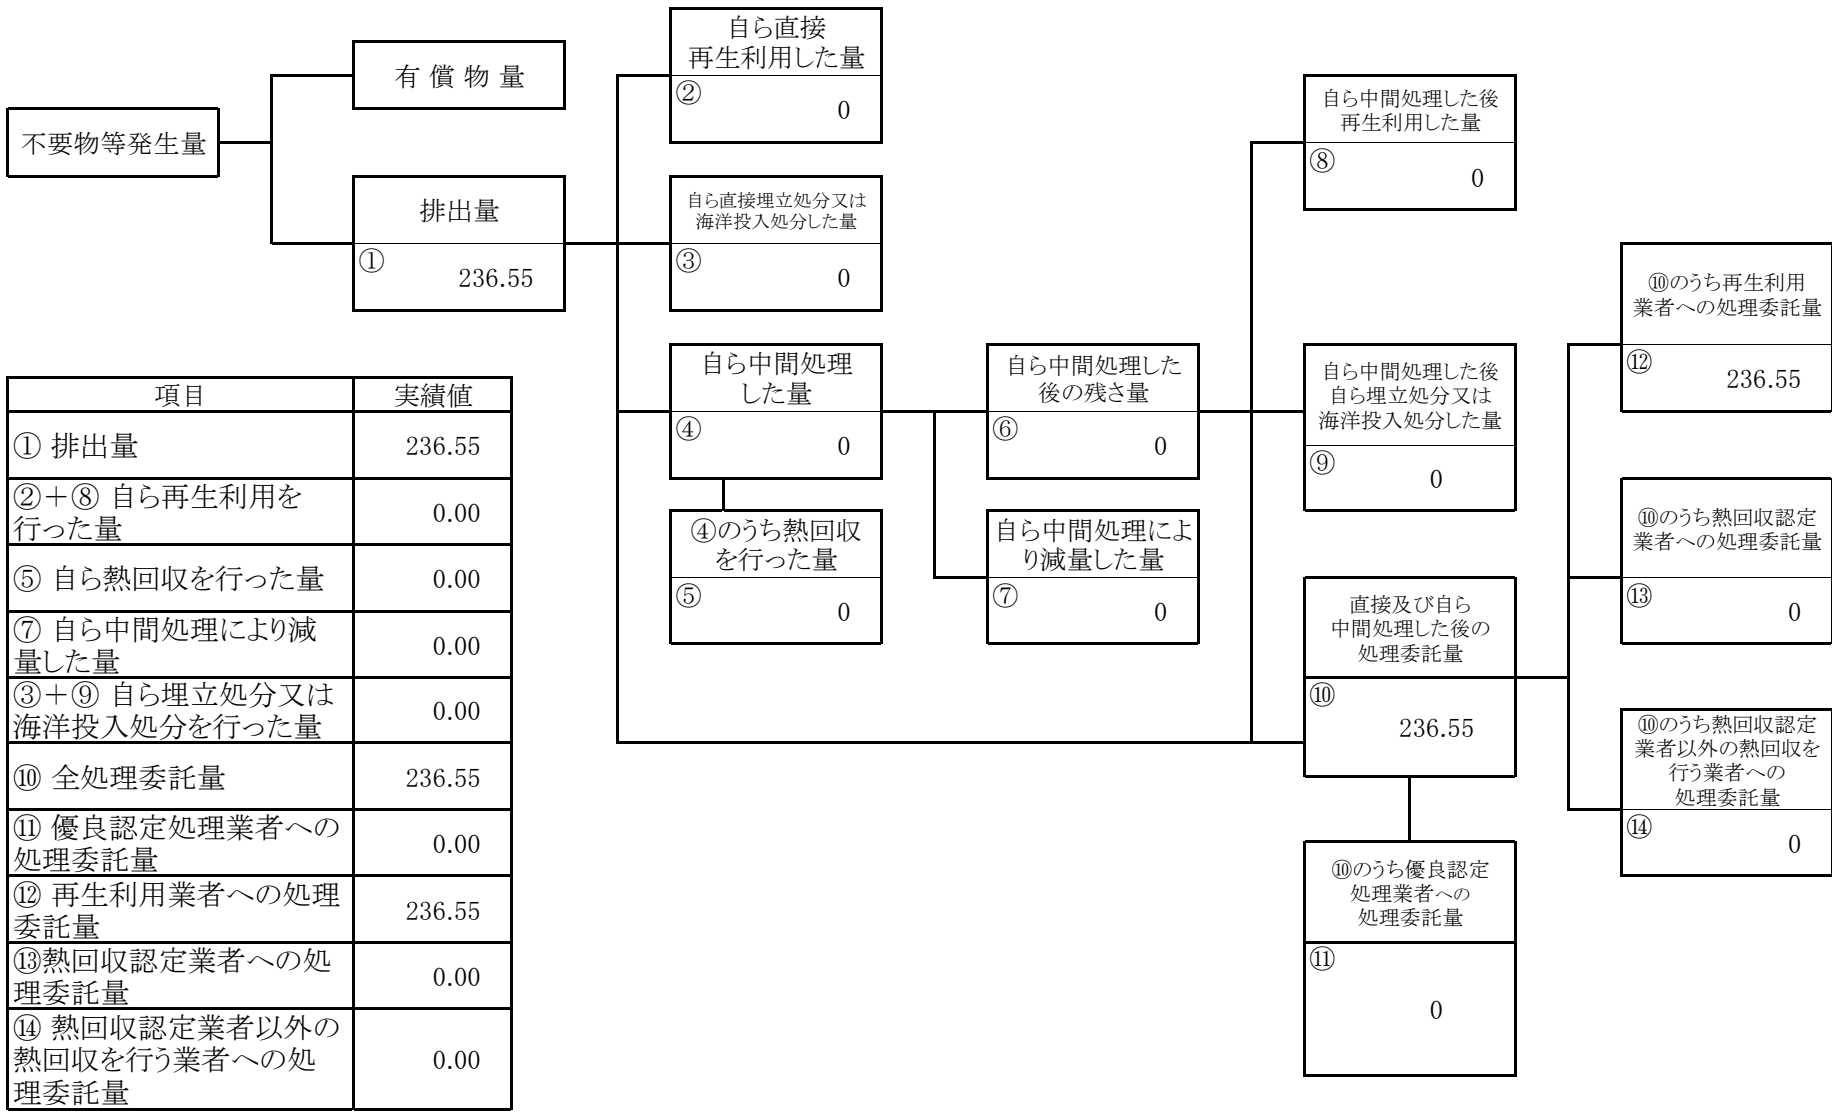 不要物等発生量
有 償 物 量
排出量
①
236.55
自ら直接
再生利用した量
②
0
自ら直接埋立処分又は
海洋投入処分した量
③
0
自ら中間処理
した量
④
0
④のうち熱回収
を行った量
⑤
0
自ら中間処理した
後の残さ量
⑥
0
自ら中間処理によ
り減量した量
⑦
0
自ら中間処理した後
再生利用した量
⑧
0
自ら中間処理した後
自ら埋立処分又は
海洋投入処分した量
⑨
0
直接及び自ら
中間処理した後の
処理委託量
⑩
236.55
⑩のうち優良認定
処理業者への
処理委託量
⑪
0
⑩のうち再生利用
業者への処理委託量
⑫
236.55
⑩のうち熱回収認定
業者への処理委託量
⑬
0
⑩のうち熱回収認定
業者以外の熱回収を
行う業者への
処理委託量
⑭
0
項目 実績値
① 排出量 236.55
②＋⑧ 自ら再生利用を
行った量 0.00
⑤ 自ら熱回収を行った量 0.00
⑦ 自ら中間処理により減
量した量 0.00
③＋⑨ 自ら埋立処分又は
海洋投入処分を行った量 0.00
⑩ 全処理委託量 236.55
⑪ 優良認定処理業者への
処理委託量 0.00
⑫ 再生利用業者への処理
委託量 236.55
⑬熱回収認定業者への処
理委託量 0.00
⑭ 熱回収認定業者以外の
熱回収を行う業者への処
理委託量 0.00